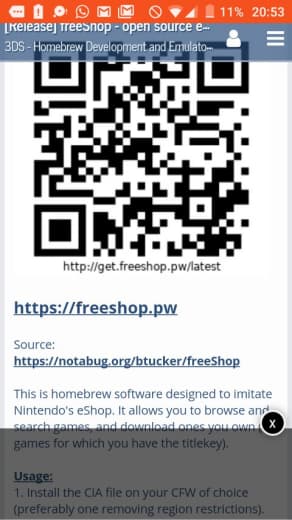 11% 20:53
[Release] freeShop - open source e-...
3DS - Homebrew Development and Emulato...
http://get.freeshop.pw/latest
https://freeshop.pw
Source:
https://notabug.org/btucker/freeShop
This is homebrew software designed to imitate
Nintendo's eShop. It allows you to browse and
search games, and download ones you own
games for which you have the titlekey).
X
Usage:
1. Install the CIA file on your CFW of choice
(preferably one removing region restrictions).